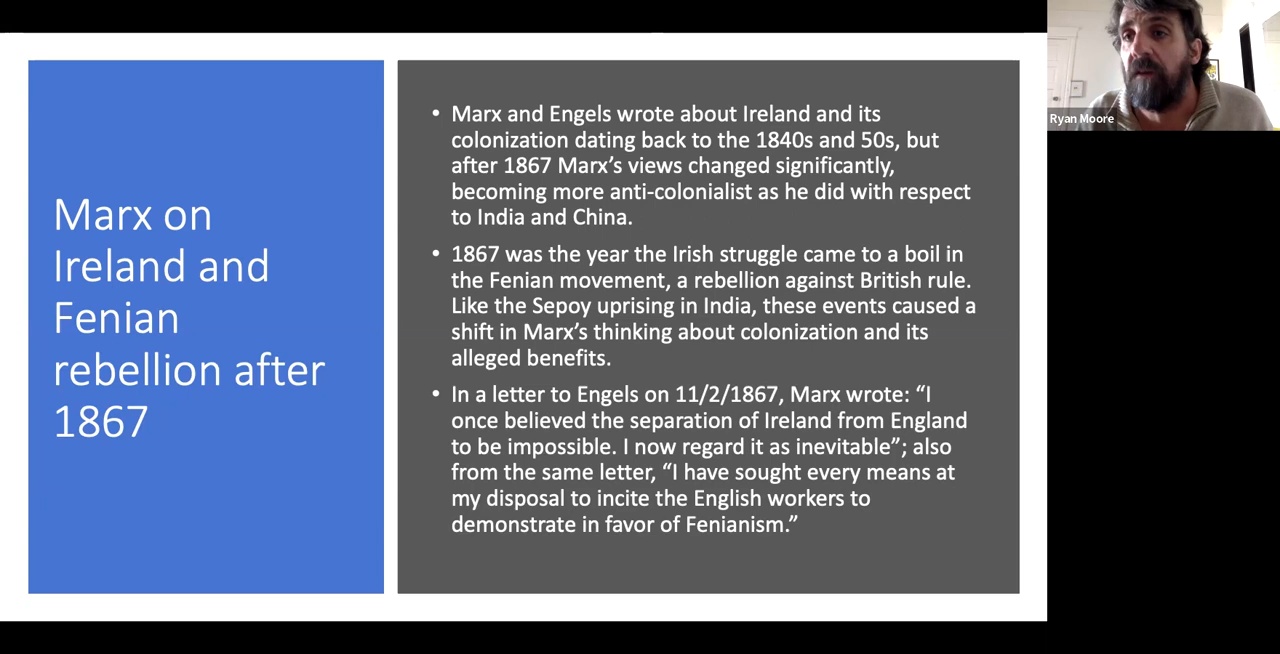 Marx on
Ireland and
Fenian
rebellion after
1867
• Marx and Engels wrote about Ireland and its
colonization dating back to the 1840s and 50s, but
after 1867 Marx’s views changed significantly,
becoming more anti-colonialist as he did with respect
to India and China.
• 1867 was the year the Irish struggle came to a boil in
the Fenian movement, a rebellion against British rule.
Like the Sepoy uprising in India, these events caused a
shift in Marx’s thinking about colonization and its
alleged benefits.
• In a letter to Engels on 11/2/1867, Marx wrote: “I
once believed the separation of Ireland from England
to be impossible. I now regard it as inevitable”; also
from the same letter, “I have sought every means at
my disposal to incite the English workers to
demonstrate in favor of Fenianism.”
Ryan Moore